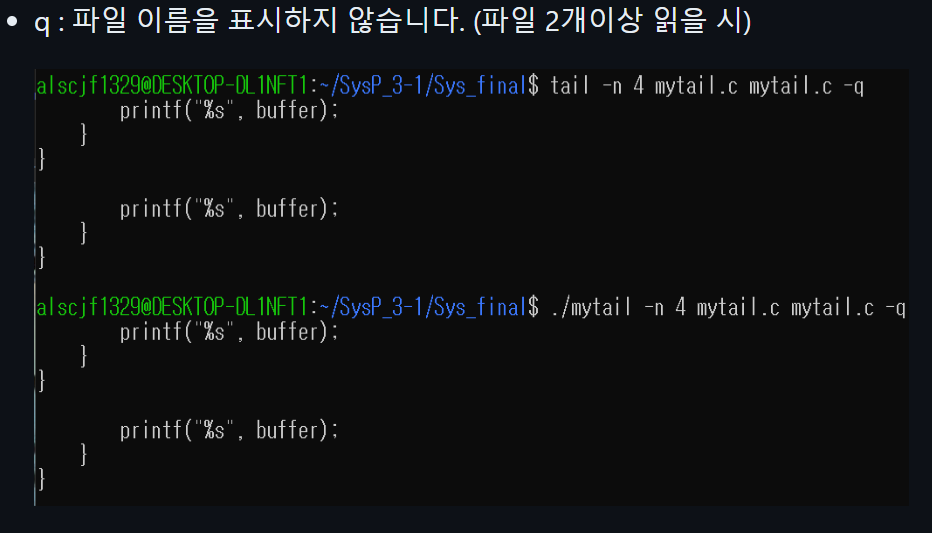 • q : 파일 이름을 표시하지 않습니다. (파일 2개이상 읽을 시)
alscjf1329@DESKTOP-DL1NFT1:~/SysP_3-1/Sys_final$ tail -n 4 mytail.c mytail.c -q
        printf("%s", buffer);
    }
}
        printf("%s", buffer);
    }
}
alscjf1329@DESKTOP-DL1NFT1:~/SysP_3-1/Sys_final$ ./mytail -n 4 mytail.c mytail.c -q
        printf("%s", buffer);
    }
}
        printf("%s", buffer);
    }
}